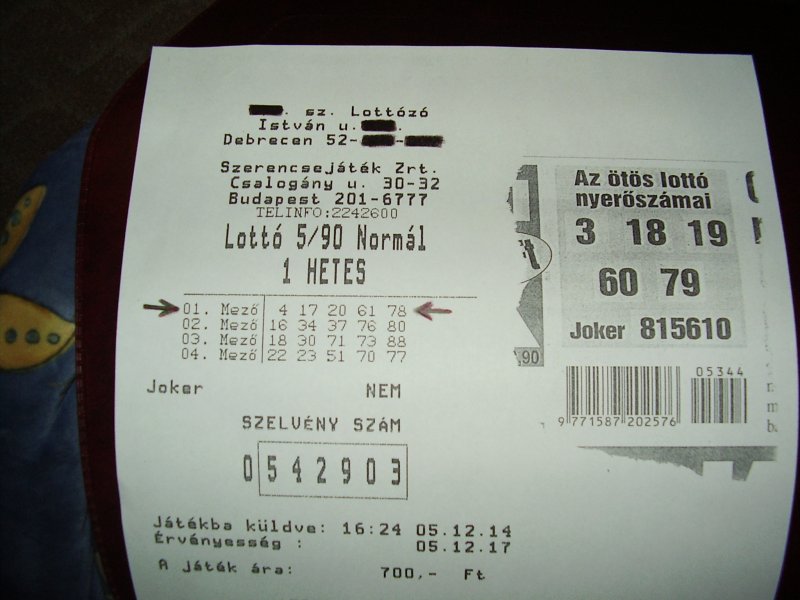 sz. Lottózó
István u.
Debrecen 52-
Szerencsejáték Zrt.
Csalogány u. 30-32
Budapest 201-6777
TELINFO:2242600
Lottó 5/90 Normál
1 HETES
01. Mező 4 17 20 61 78
02. Mező 16 34 37 76 80
03. Mező 18 30 71 73 88
04. Mező 22 23 51 70 77
Joker NEM
SZELVÉNY SZÁM
0542903
Játékba küldve: 16:24 05.12.14
Érvényesség : 05.12.17
A játék ára: 700,- Ft
Az ötös lottó
nyerőszámai
3 18 19
60 79
Joker 815610
,90
05344
9 771587 202576